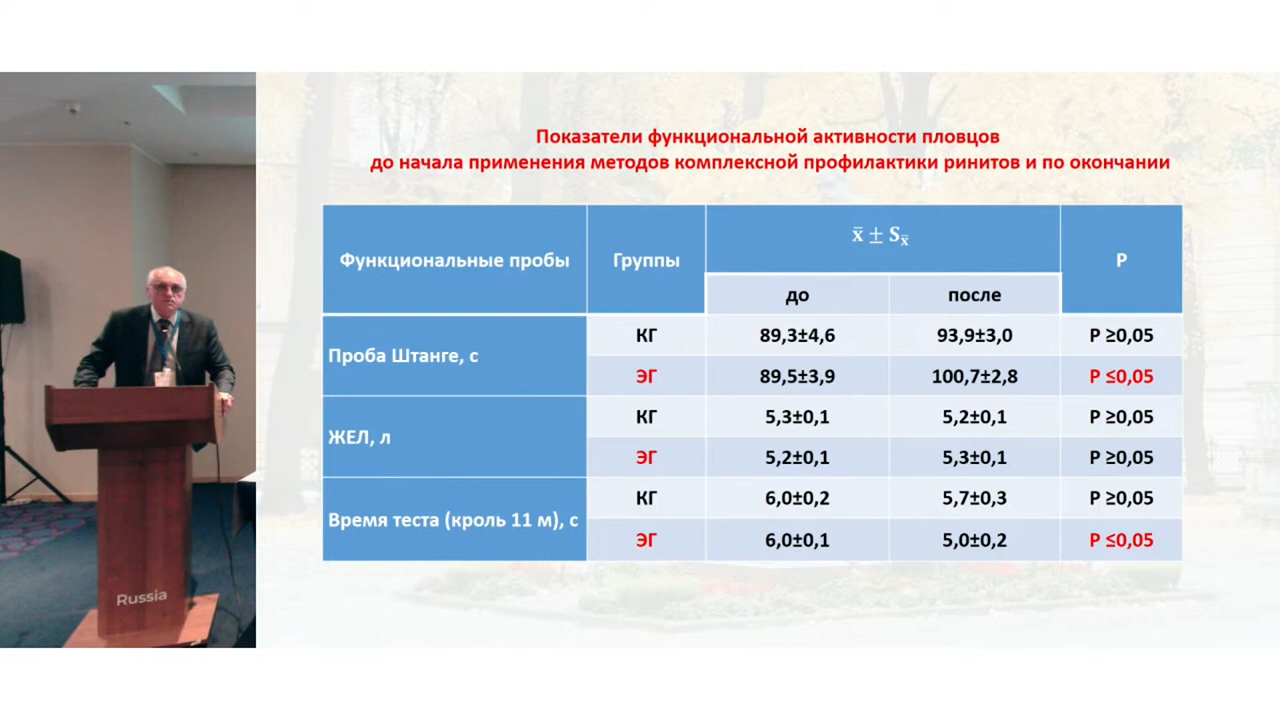 Показатели функциональной активности пловцов
до начала применения методов комплексной профилактики ринитов и по окончании
Функциональные пробы Группы x̄ ± Sx̄ P
до после
Проба Штанге, с
КГ 89,3±4,6 93,9±3,0 P ≥0,05
ЭГ 89,5±3,9 100,7±2,8 P ≤0,05
ЖЕЛ, л
КГ 5,3±0,1 5,2±0,1 P ≥0,05
ЭГ 5,2±0,1 5,3±0,1 P ≥0,05
Время теста (кроль 11 м), с
КГ 6,0±0,2 5,7±0,3 P ≥0,05
ЭГ 6,0±0,1 5,0±0,2 P ≤0,05
Russia